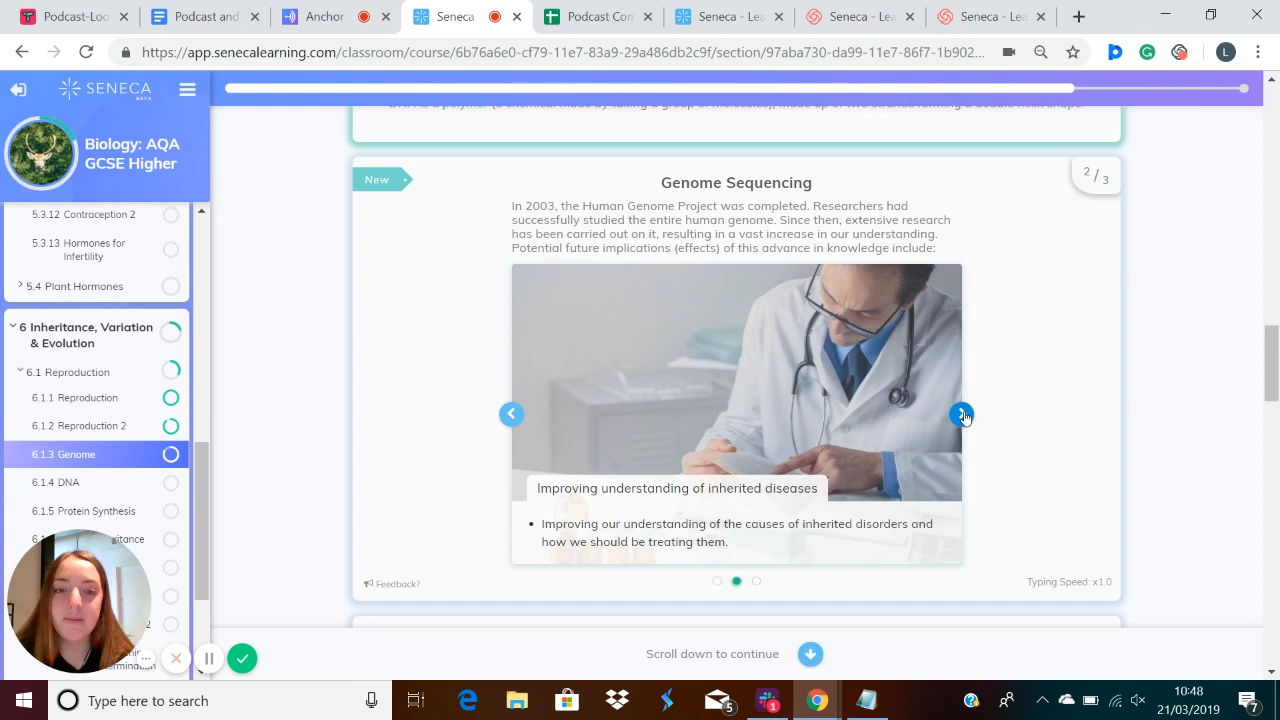 Podcast-Loo
Podcast and
Anchor
Seneca
Podcast Con
Seneca - Lea
Seneca - Lea
Seneca - Lea
https://app.senecalearning.com/classroom/course/6b76a6e0-cf79-11e7-83a9-29a486db2c9f/section/97aba730-da99-11e7-86f7-1b902...
L
SENECA
BETA
Biology: AQA
GCSE Higher
5.3.12 Contraception 2
5.3.13 Hormones for
Infertility
5.4 Plant Hormones
6 Inheritance, Variation
& Evolution
6.1 Reproduction
6.1.1 Reproduction
6.1.2 Reproduction 2
6.1.3 Genome
6.1.4 DNA
6.1.5 Protein Synthesis
New
2/3
Genome Sequencing
In 2003, the Human Genome Project was completed. Researchers had
successfully studied the entire human genome. Since then, extensive research
has been carried out on it, resulting in a vast increase in our understanding.
Potential future implications (effects) of this advance in knowledge include:
Improving understanding of inherited diseases
• Improving our understanding of the causes of inherited disorders and
how we should be treating them.
Feedback?
Typing Speed: x1.0
Scroll down to continue
Type here to search
5
1
10:48
21/03/2019
7